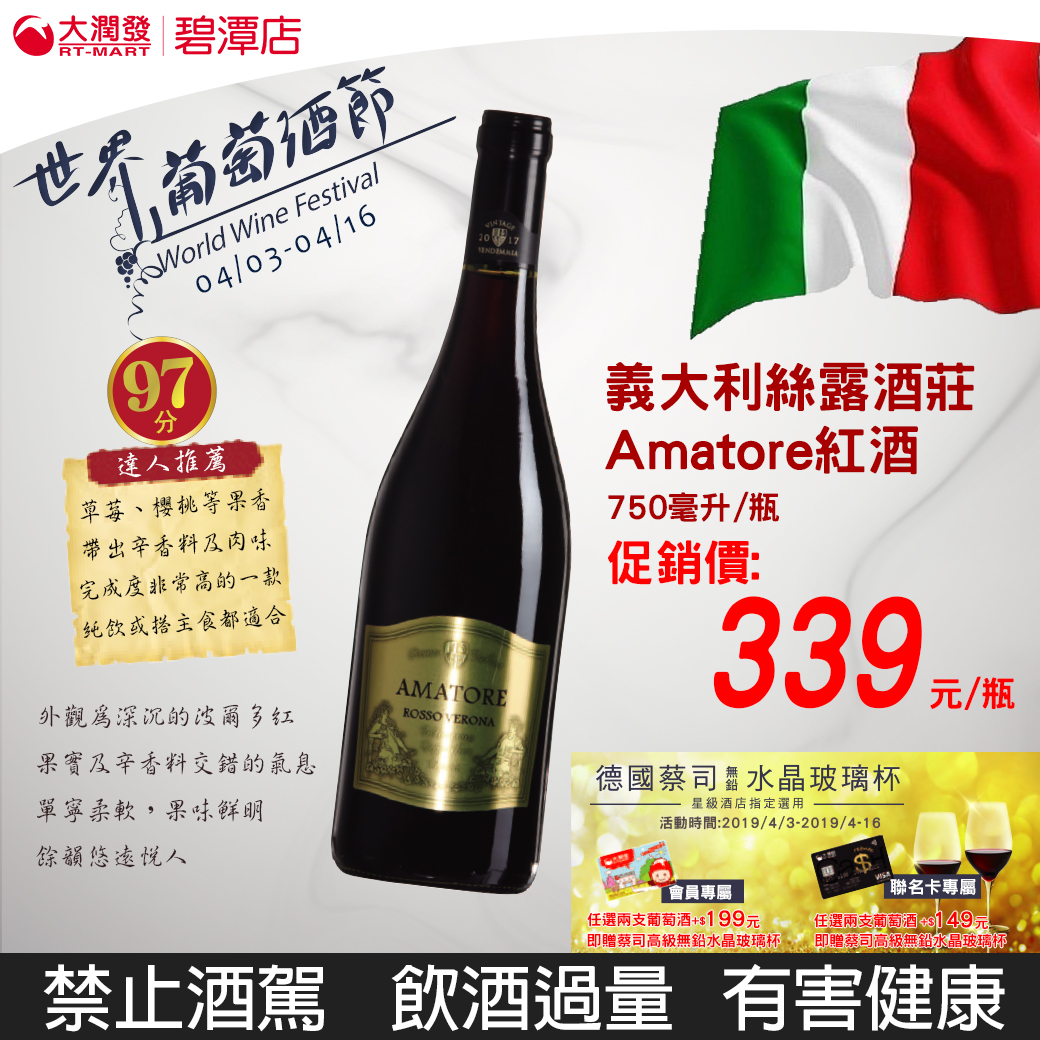 大潤發
RT-MART
碧潭店
世界葡萄酒節
World Wine Festival
04/03-04/16
VINTAGE
2017
VENDEMMIA
97
分
達人推薦
草莓、櫻桃等果香
帶出辛香料及肉味
完成度非常高的一款
純飲或搭主食都適合
外觀為深沉的波爾多紅
果實及辛香料交錯的氣息
單寧柔軟,果味鮮明
餘韻悠遠悅人
AMATORE
ROSSO VERONA
義大利絲露酒莊
Amatore紅酒
750毫升/瓶
促銷價:
339元/瓶
德國蔡司無鉛水晶玻璃杯
星級酒店指定選用
活動時間:2019/4/3-2019/4-16
大潤發
會員專屬
任選兩支葡萄酒+$199元
即贈蔡司高級無鉛水晶玻璃杯
大潤發
VISA
聯名卡專屬
任選兩支葡萄酒+$149元
即贈蔡司高級無鉛水晶玻璃杯
禁止酒駕 飲酒過量 有害健康